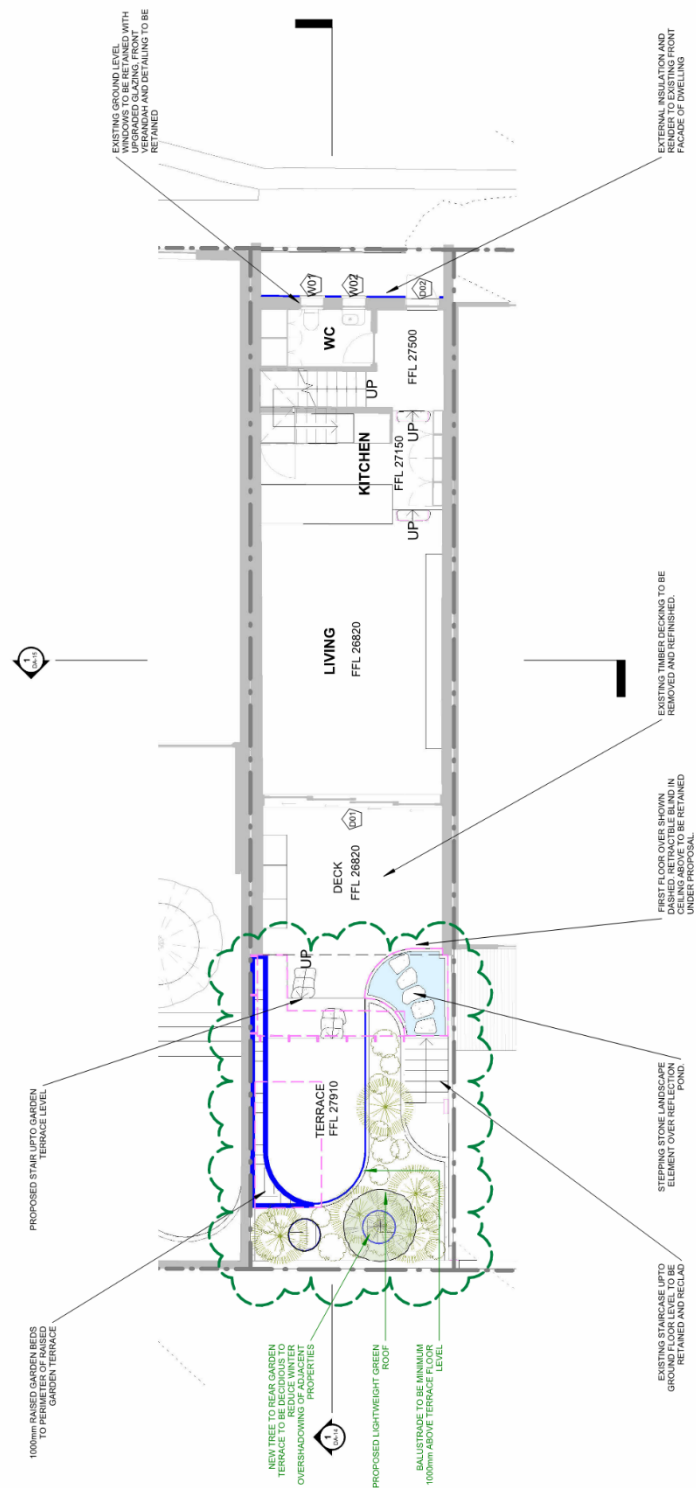 EXISTING GROUND LEVEL
WINDOWS TO BE RETAINED WITH
UPGRADED GLAZING, FRONT
VERANDAH AND DETAILING TO BE
RETAINED
EXTERNAL INSULATION AND
RENDER TO EXISTING FRONT
FACADE OF DWELLING
W01
W02
D02
WC
UP
FFL 27500
KITCHEN
FFL 27150
UP
UP
LIVING
FFL 26820
1
DA-15
EXISTING TIMBER DECKING TO BE
REMOVED AND REFINISHED.
D01
DECK
FFL 26820
FIRST FLOOR OVER SHOWN
DASHED. RETRACTBLE BLIND IN
CEILING ABOVE TO BE RETAINED
UNDER PROPOSAL.
UP
PROPOSED STAIR UPTO GARDEN
TERRACE LEVEL
TERRACE
FFL 27910
STEPPING STONE LANDSCAPE
ELEMENT OVER REFLECTION
POND.
1000mm RAISED GARDEN BEDS
TO PERIMETER OF RAISED
GARDEN TERRACE
EXISTING STAIRCASE UPTO
GROUND FLOOR LEVEL TO BE
RETAINED AND RECLAD
NEW TREE TO REAR GARDEN
TERRACE TO BE DECIDIOUS TO
REDUCE WINTER
OVERSHADOWING OF ADJACENT
PROPERTIES
1
DA-14
PROPOSED LIGHTWEIGHT GREEN
ROOF
BALUSTRADE TO BE MINIMUM
1000mm ABOVE TERRACE FLOOR
LEVEL